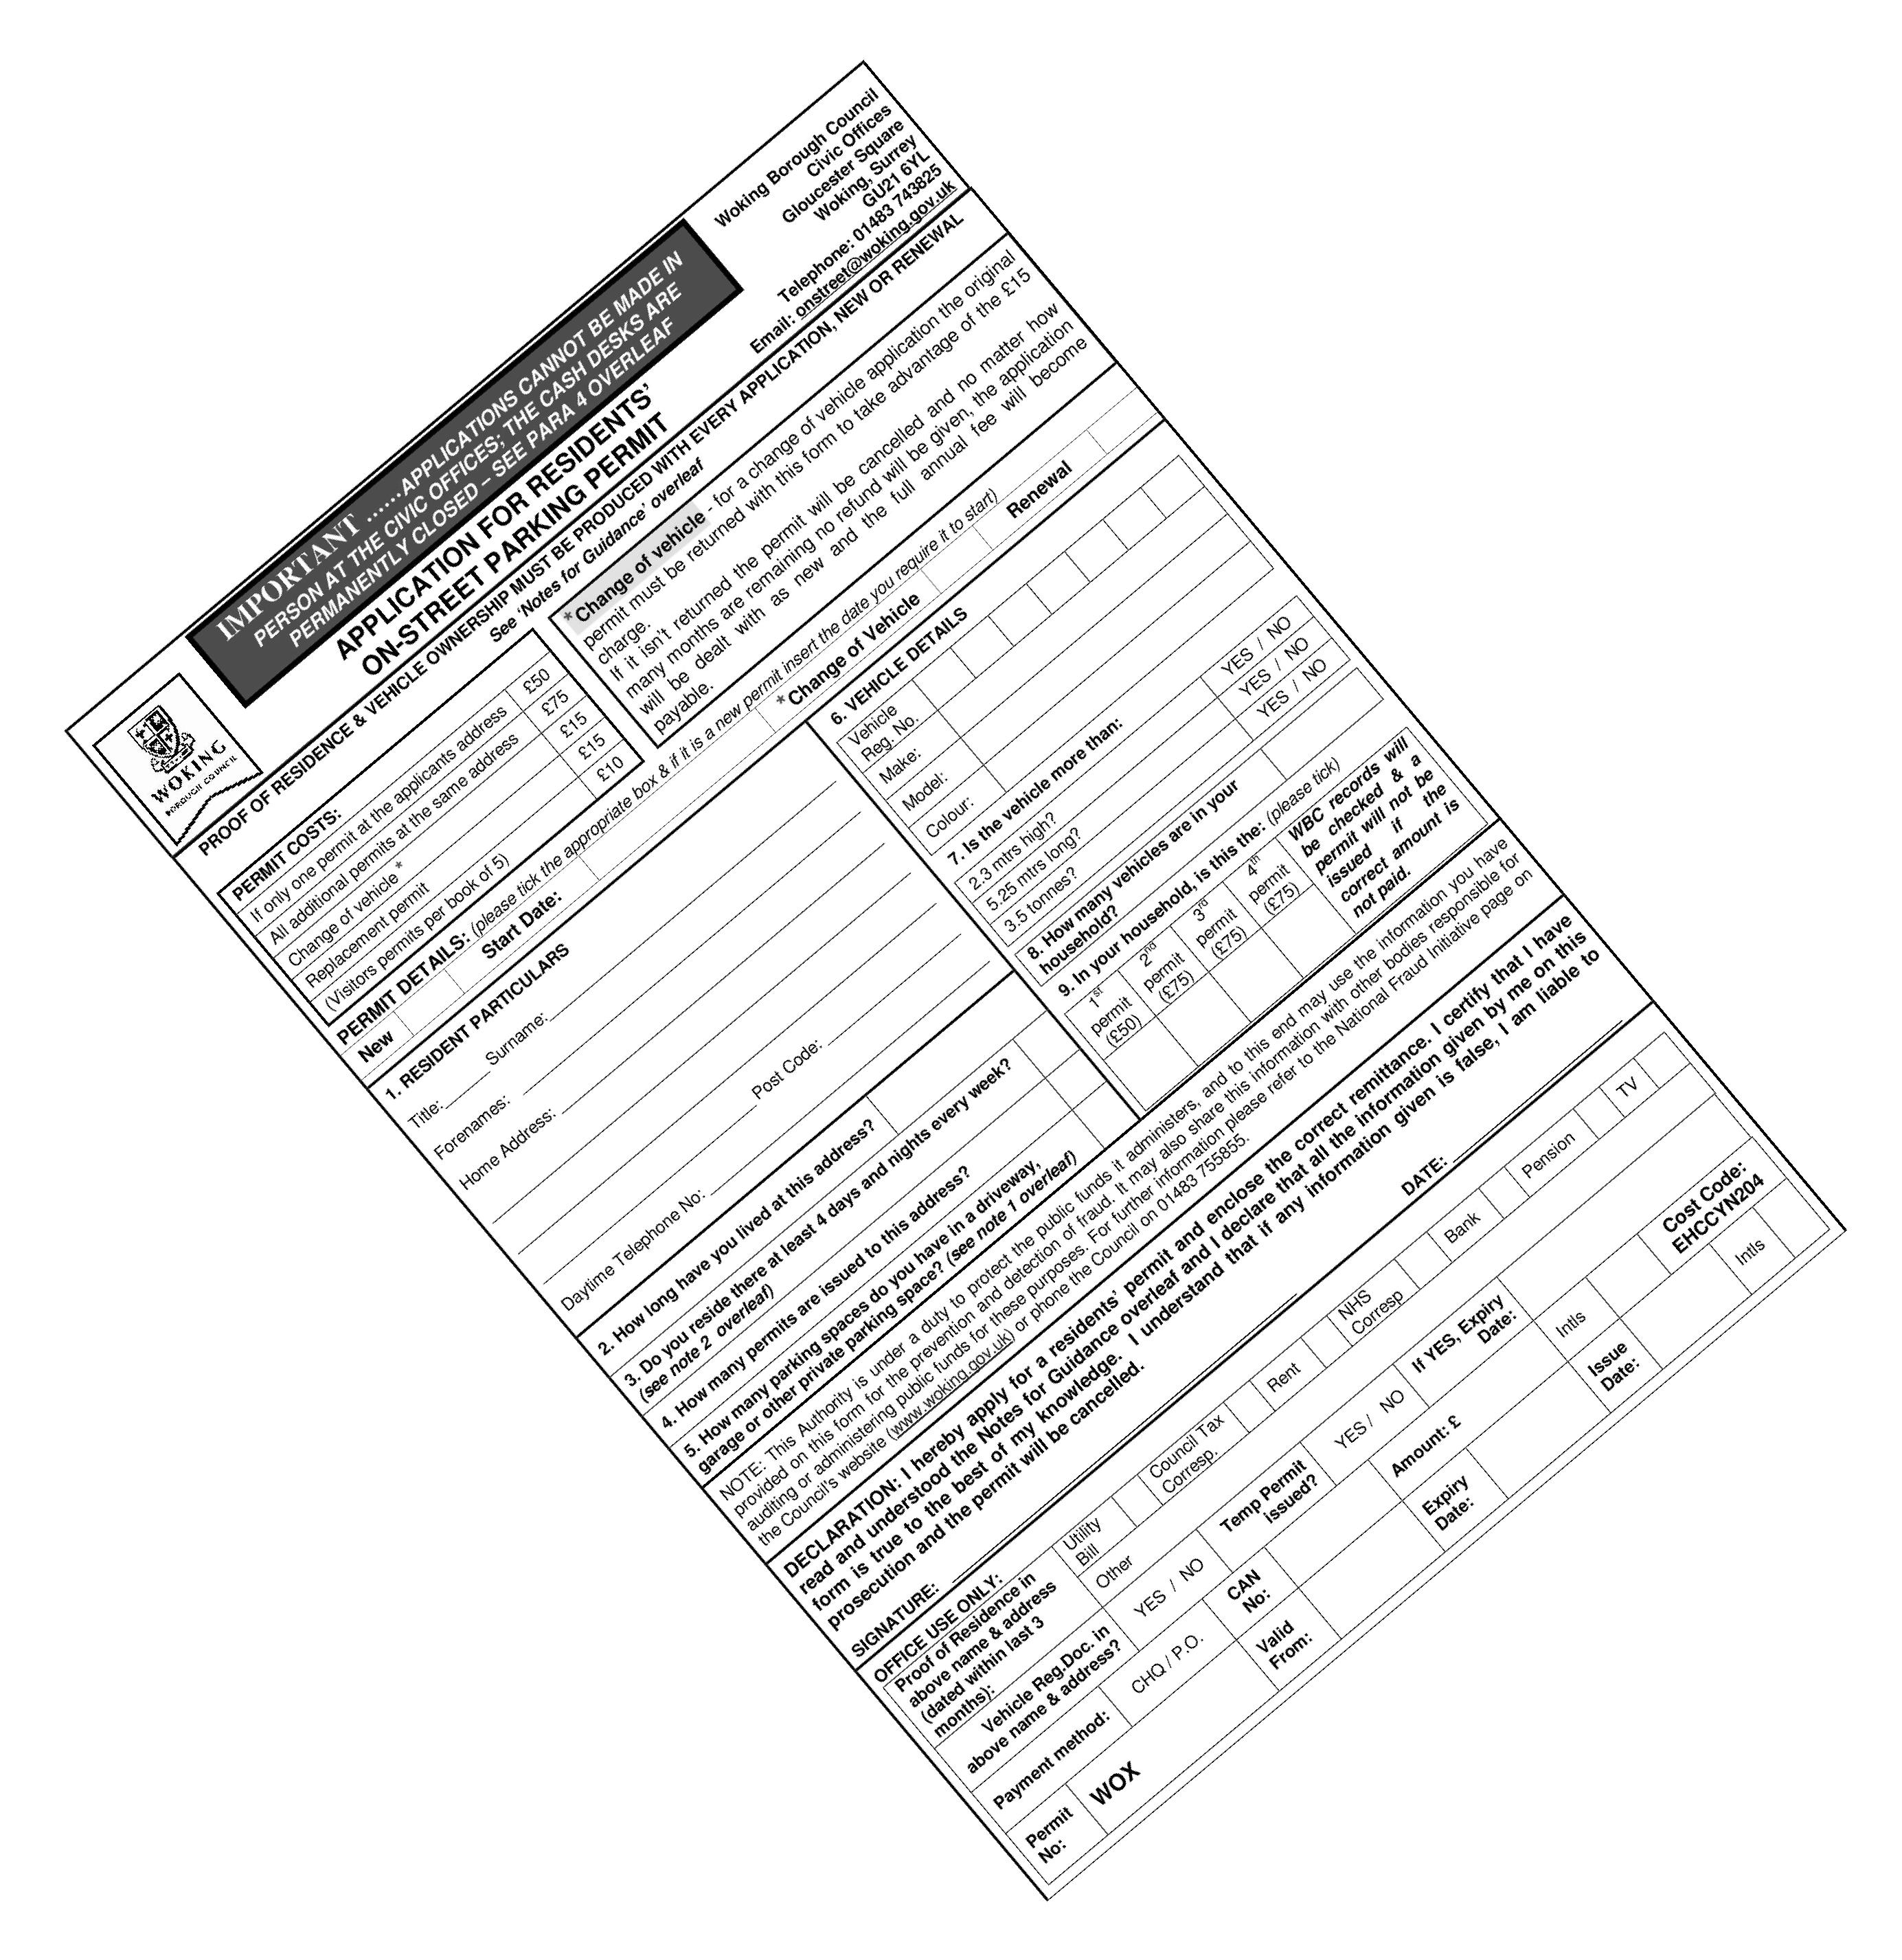 WOKING
BOROUGH COUNCIL
IMPORTANT ......APPLICATIONS CANNOT BE MADE IN
PERSON AT THE CIVIC OFFICES; THE CASH DESKS ARE
PERMANENTLY CLOSED – SEE PARA 4 OVERLEAF
APPLICATION FOR RESIDENTS'
ON-STREET PARKING PERMIT
Woking Borough Council
Civic Offices
Gloucester Square
Woking, Surrey
GU21 6YL
Telephone: 01483 743825
Email: onstreet@woking.gov.uk
PROOF OF RESIDENCE & VEHICLE OWNERSHIP MUST BE PRODUCED WITH EVERY APPLICATION, NEW OR RENEWAL
See 'Notes for Guidance' overleaf
PERMIT COSTS:
If only one permit at the applicants address £50
All additional permits at the same address £75
Change of vehicle * £15
Replacement permit £15
(Visitors permits per book of 5) £10
*Change of vehicle - for a change of vehicle application the original
permit must be returned with this form to take advantage of the £15
charge.
If it isn't returned the permit will be cancelled and no matter how
many months are remaining no refund will be given, the application
will be dealt with as new and the full annual fee will become
payable.
PERMIT DETAILS: (please tick the appropriate box & if it is a new permit insert the date you require it to start)
New Start Date: *Change of Vehicle Renewal
1. RESIDENT PARTICULARS
Title: Surname:
Forenames:
Home Address:
Post Code:
Daytime Telephone No:
2. How long have you lived at this address?
3. Do you reside there at least 4 days and nights every week?
(see note 2 overleaf)
4. How many permits are issued to this address?
5. How many parking spaces do you have in a driveway,
garage or other private parking space? (see note 1 overleaf)
6. VEHICLE DETAILS
Vehicle
Reg. No.
Make:
Model:
Colour:
7. Is the vehicle more than:
2.3 mtrs high? YES / NO
5.25 mtrs long? YES / NO
3.5 tonnes? YES / NO
8. How many vehicles are in your
household?
9. In your household, is this the: (please tick)
1st
permit
(£50)
2nd
permit
(£75)
3rd
permit
(£75)
4th
permit
(£75)
WBC records will
be checked & a
permit will not be
issued if the
correct amount is
not paid.
NOTE: This Authority is under a duty to protect the public funds it administers, and to this end may use the information you have
provided on this form for the prevention and detection of fraud. It may also share this information with other bodies responsible for
auditing or administering public funds for these purposes. For further information please refer to the National Fraud Initiative page on
the Council's website (www.woking.gov.uk) or phone the Council on 01483 755855.
DECLARATION: I hereby apply for a residents' permit and enclose the correct remittance. I certify that I have
read and understood the Notes for Guidance overleaf and I declare that all the information given by me on this
form is true to the best of my knowledge. I understand that if any information given is false, I am liable to
prosecution and the permit will be cancelled.
SIGNATURE: DATE:
OFFICE USE ONLY:
Proof of Residence in
above name & address
(dated within last 3
months):
Utility
Bill
Council Tax
Corresp.
Rent
NHS
Corresp
Bank
Pension
TV
Other
Vehicle Reg.Doc. in
above name & address?
YES / NO
Temp Permit
issued?
YES / NO
If YES, Expiry
Date:
Payment method:
CHQ / P.O.
CAN
No:
Amount: £
Intls
Cost Code:
EHCCYN204
Permit
No:
WOX
Valid
From:
Expiry
Date:
Issue
Date:
Intls